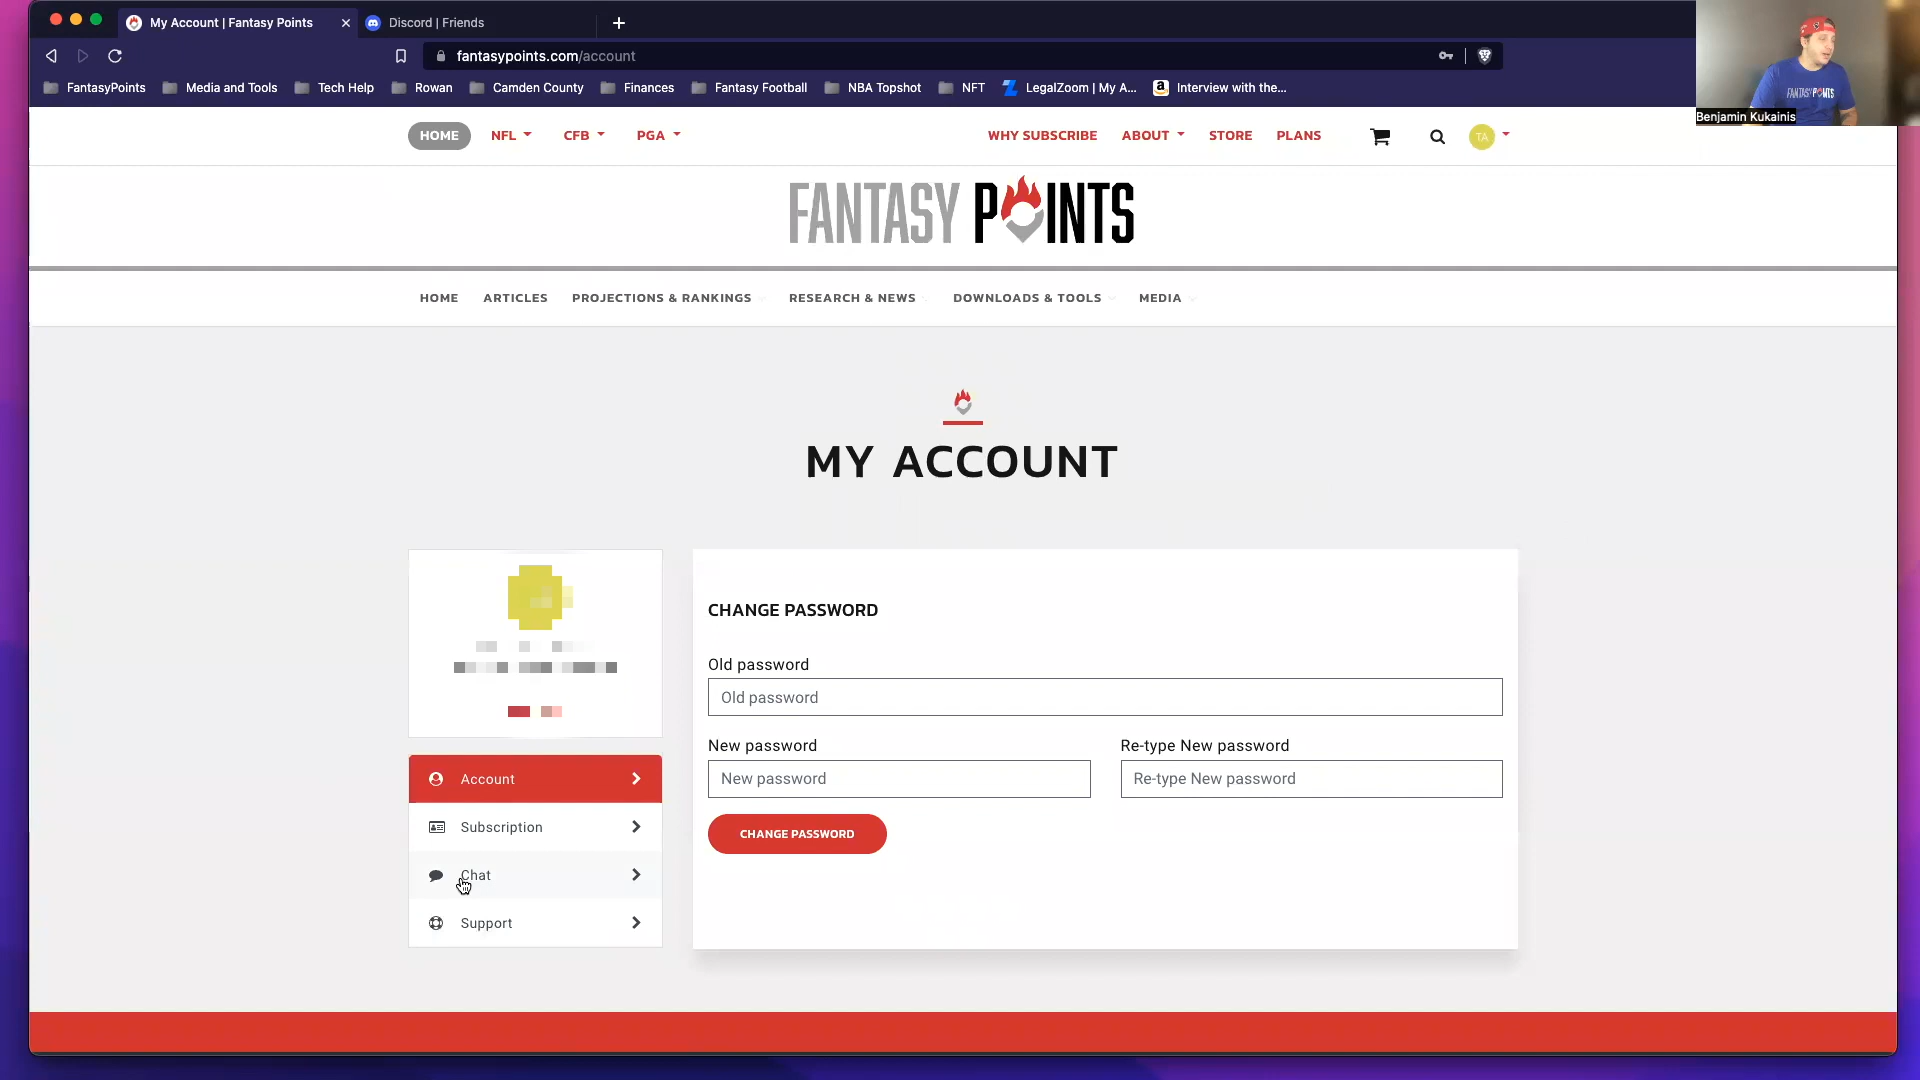 My Account | Fantasy Points
Discord | Friends
fantasypoints.com/account
FantasyPoints Media and Tools Tech Help Rowan Camden County Finances Fantasy Football NBA Topshot NFT LegalZoom | My A... Interview with the...
Benjamin Kukainis
FANTASY POINTS
HOME NFL CFB PGA WHY SUBSCRIBE ABOUT STORE PLANS TA
FANTASY POINTS
HOME ARTICLES PROJECTIONS & RANKINGS RESEARCH & NEWS DOWNLOADS & TOOLS MEDIA
MY ACCOUNT
Account
Subscription
Chat
Support
CHANGE PASSWORD
Old password
Old password
New password Re-type New password
New password Re-type New password
CHANGE PASSWORD